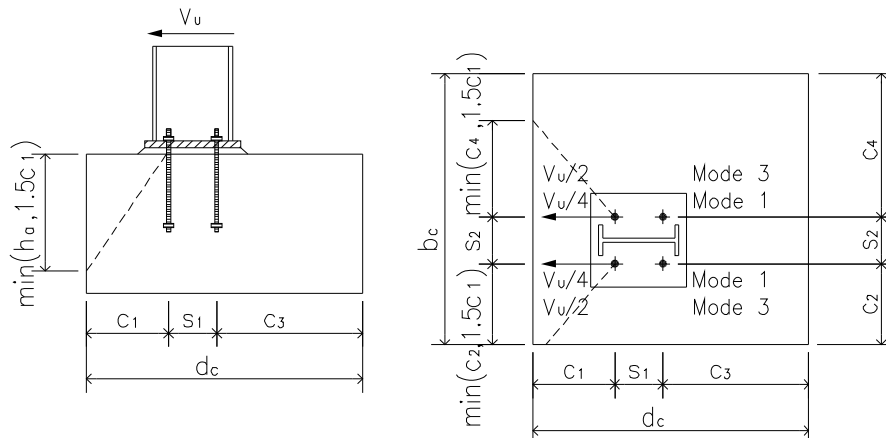 Vu
min(ha,1.5c1)
c1
s1
c3
dc
bc
min(c4,1.5c1)
s2
min(c2,1.5c1)
Vu/2 Mode 3
Vu/4 Mode 1
Vu/4 Mode 1
Vu/2 Mode 3
c4
s2
c2
c1
s1
c3
dc